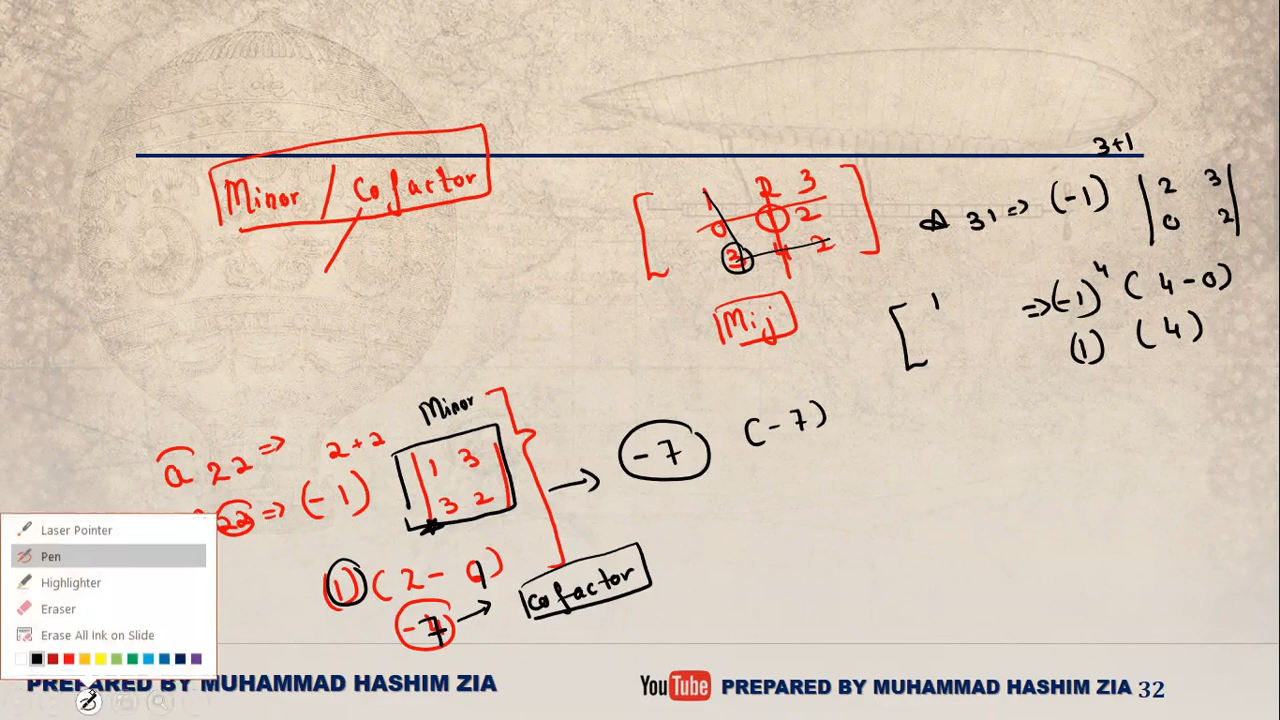 3+1
Minor / Cofactor
1 2 3
0 2
3 4 2
A 31 => (-1) | 2 3 |
| 0 2 |
Mij
=> (-1)^4 ( 4 - 0 )
[ 1
(1) ( 4 )
Minor
a 22 => 2+2
22 => (-1) | 1 3 |
| 3 2 |
-7 (-7)
(1) ( 2 - 9 )
-7 → Cofactor
Laser Pointer
Pen
Highlighter
Eraser
Erase All Ink on Slide
PREPARED BY MUHAMMAD HASHIM ZIA
YouTube PREPARED BY MUHAMMAD HASHIM ZIA 32